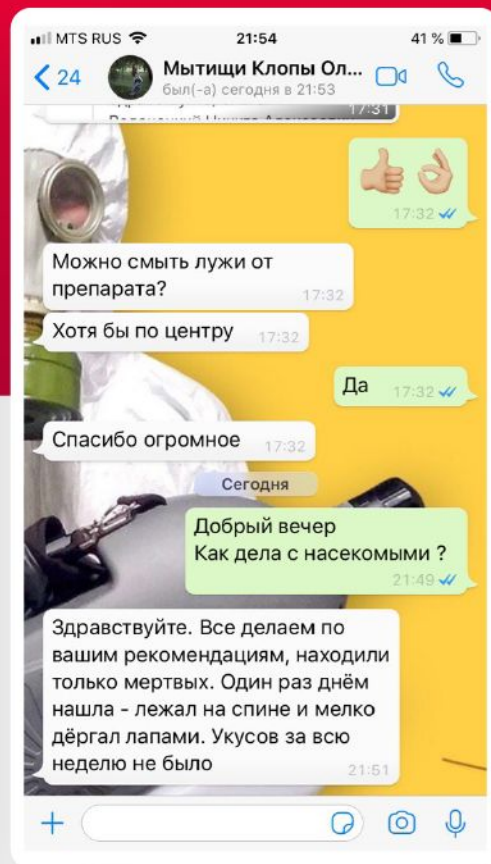 MTS RUS 21:54 41 %
24 Мытищи Клопы Ол...
был(-а) сегодня в 21:53
17:31
17:32
Можно смыть лужи от
препарата?
17:32
Хотя бы по центру 17:32
Да 17:32
Спасибо огромное 17:32
Сегодня
Добрый вечер
Как дела с насекомыми ?
21:49
Здравствуйте. Все делаем по
вашим рекомендациям, находили
только мертвых. Один раз днём
нашла - лежал на спине и мелко
дёргал лапами. Укусов за всю
неделю не было
21:51